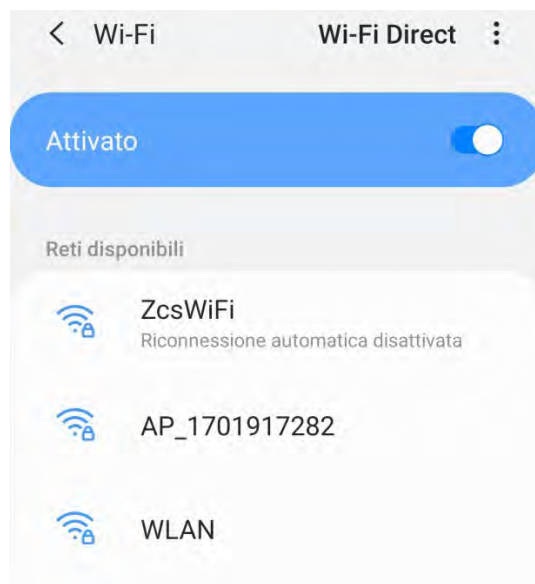 Wi-Fi Wi-Fi Direct
Attivato
Reti disponibili
ZcsWiFi
Riconnessione automatica disattivata
AP_1701917282
WLAN